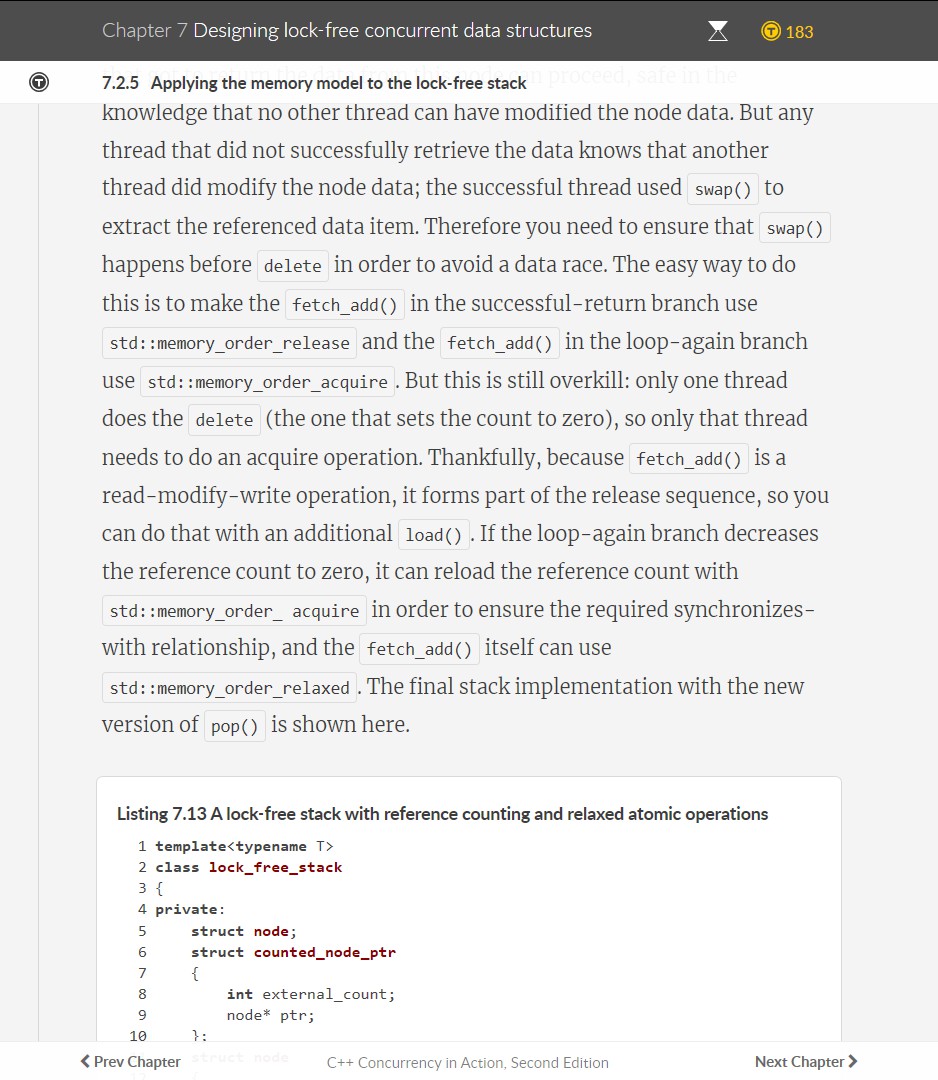 Chapter 7 Designing lock-free concurrent data structures
183
7.2.5 Applying the memory model to the lock-free stack
knowledge that no other thread can have modified the node data. But any
thread that did not successfully retrieve the data knows that another
thread did modify the node data; the successful thread used swap() to
extract the referenced data item. Therefore you need to ensure that swap()
happens before delete in order to avoid a data race. The easy way to do
this is to make the fetch_add() in the successful-return branch use
std::memory_order_release and the fetch_add() in the loop-again branch
use std::memory_order_acquire. But this is still overkill: only one thread
does the delete (the one that sets the count to zero), so only that thread
needs to do an acquire operation. Thankfully, because fetch_add() is a
read-modify-write operation, it forms part of the release sequence, so you
can do that with an additional load(). If the loop-again branch decreases
the reference count to zero, it can reload the reference count with
std::memory_order_ acquire in order to ensure the required synchronizes-
with relationship, and the fetch_add() itself can use
std::memory_order_relaxed. The final stack implementation with the new
version of pop() is shown here.
Listing 7.13 A lock-free stack with reference counting and relaxed atomic operations
1 template<typename T>
2 class lock_free_stack
3 {
4 private:
5     struct node;
6     struct counted_node_ptr
7     {
8         int external_count;
9         node* ptr;
10     };
struct node
Prev Chapter
C++ Concurrency in Action, Second Edition
Next Chapter